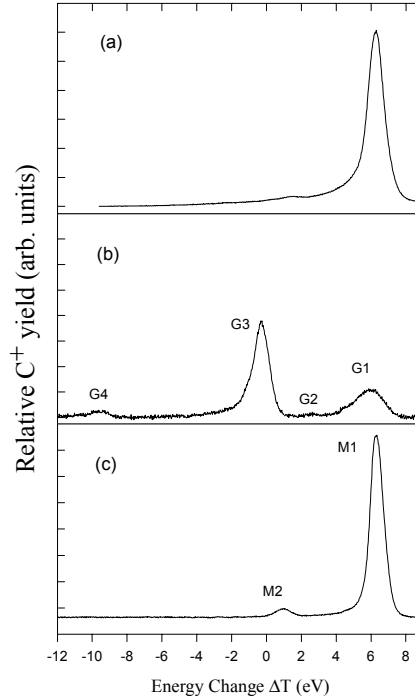 (a)
Relative C+ yield (arb. units)
(b)
G3
G1
G4
G2
(c)
M1
M2
-12 -10 -8 -6 -4 -2 0 2 4 6 8
Energy Change ΔT (eV)